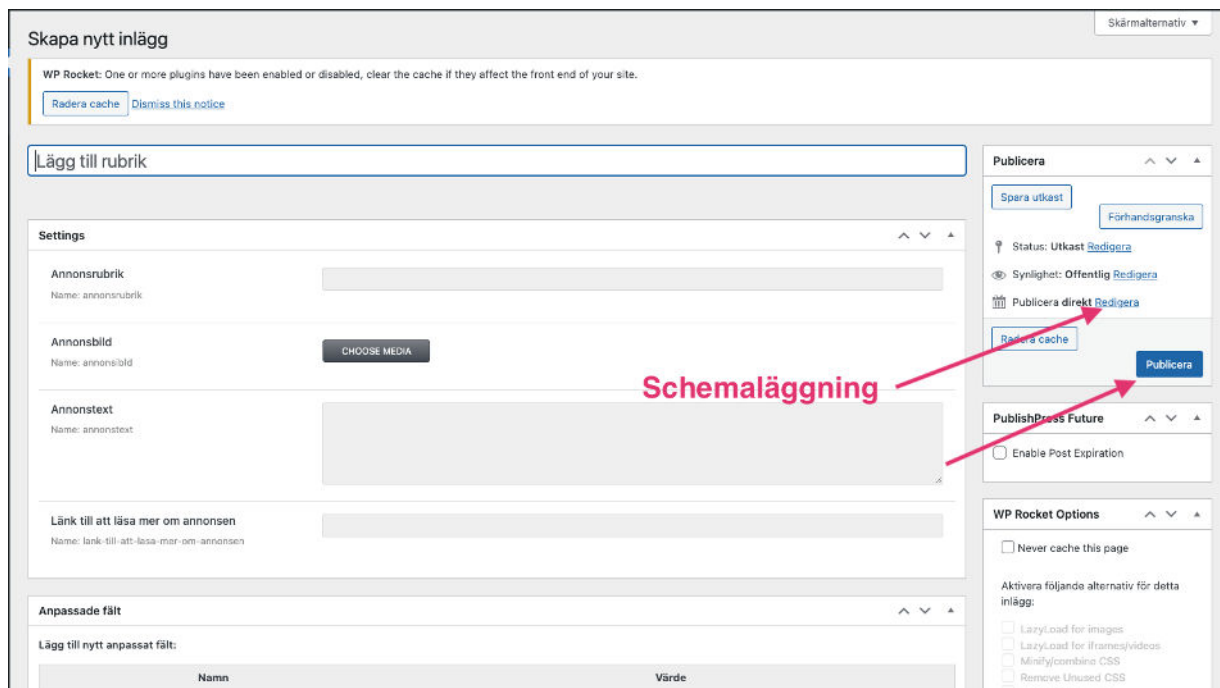 Skärmalternativ ▼
Skapa nytt inlägg
WP Rocket: One or more plugins have been enabled or disabled, clear the cache if they affect the front end of your site.
Radera cache Dismiss this notice
Lägg till rubrik
Settings
Annonsrubrik
Name: annonsrubrik
Annonsbild
Name: annonsibld
CHOOSE MEDIA
Annonstext
Name: annonstext
Länk till att läsa mer om annonsen
Name: lank-till-att-lasa-mer-om-annonsen
Anpassade fält
Lägg till nytt anpassat fält:
Namn Värde
Schemaläggning
Publicera
Spara utkast
Förhandsgranska
Status: Utkast Redigera
Synlighet: Offentlig Redigera
Publicera direkt Redigera
Radera cache
Publicera
PublishPress Future
Enable Post Expiration
WP Rocket Options
Never cache this page
Aktivera följande alternativ för detta
inlägg:
LazyLoad for images
LazyLoad for iframes/videos
Minify/combine CSS
Remove Unused CSS